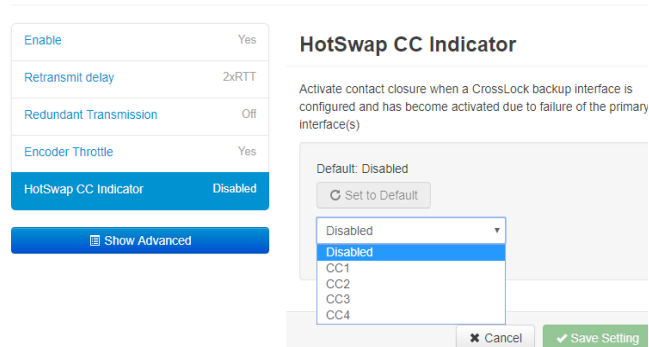 Enable Yes
Retransmit delay 2xRTT
Redundant Transmission Off
Encoder Throttle Yes
HotSwap CC Indicator Disabled
Show Advanced
HotSwap CC Indicator
Activate contact closure when a CrossLock backup interface is
configured and has become activated due to failure of the primary
interface(s)
Default: Disabled
Set to Default
Disabled
Disabled
CC1
CC2
CC3
CC4
Cancel
Save Setting